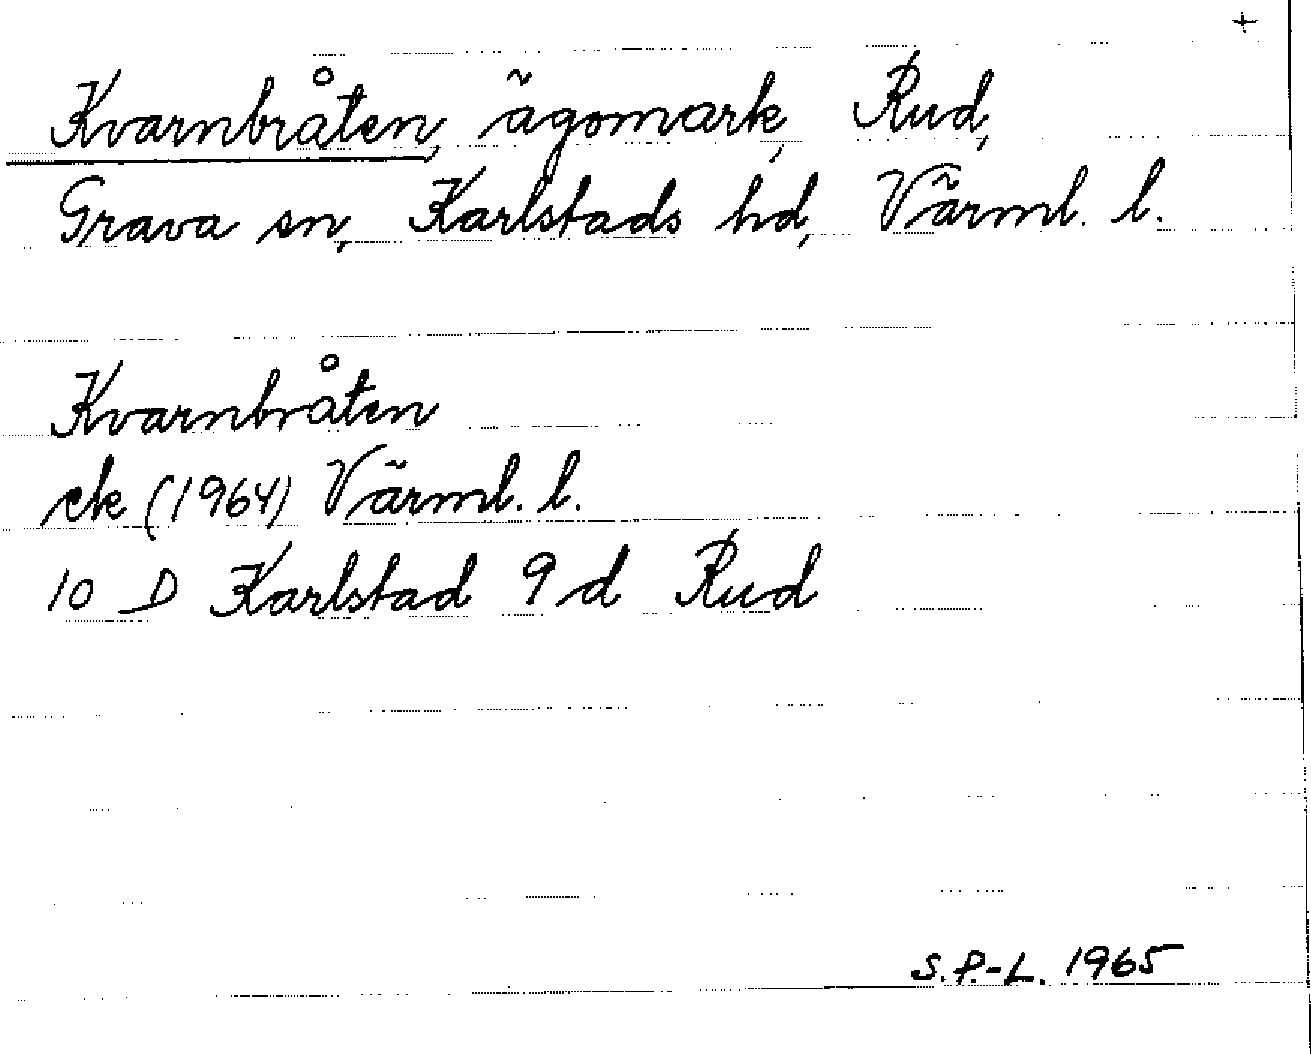 +
Kvarnbråten, ägomark, Rud,
Grava sn, Karlstads hd, Värml. l.
Kvarnbråten
ek (1964) Värml. l.
10 D Karlstad 9 d Rud
S.P.-L. 1965